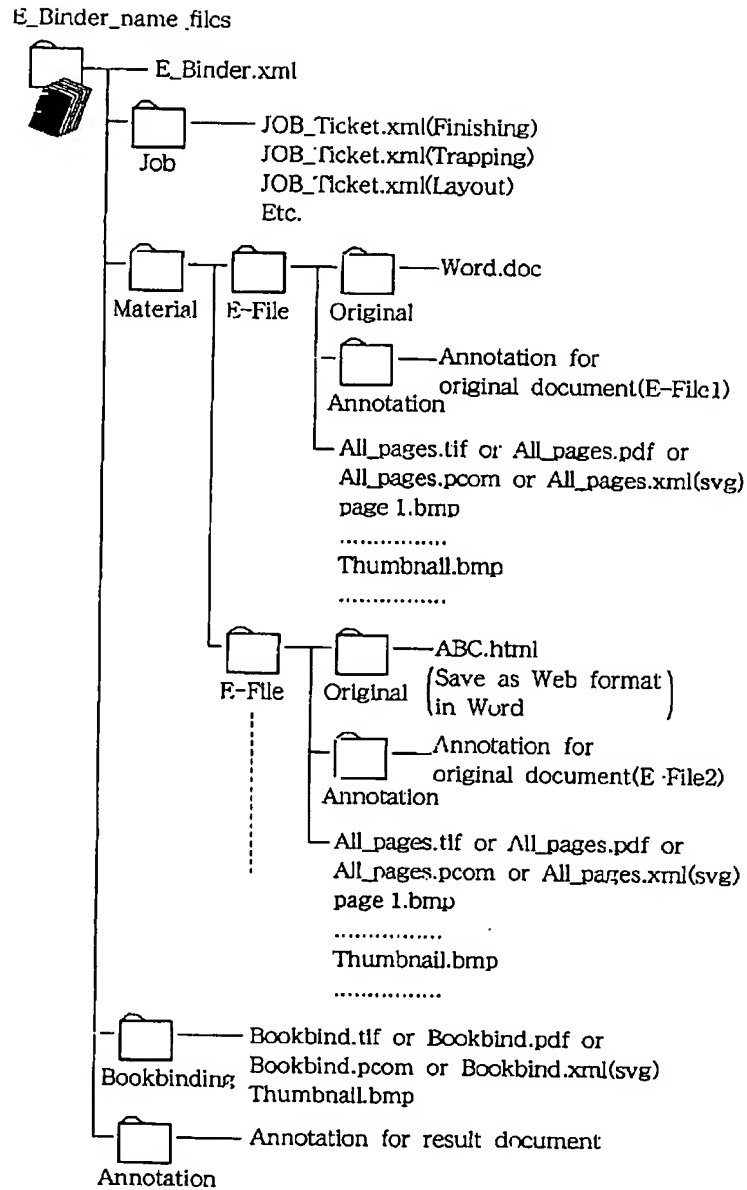 E_Binder_name_files
E_Binder.xml
Job
JOB_Ticket.xml(Finishing)
JOB_Ticket.xml(Trapping)
JOB_Ticket.xml(Layout)
Etc.
Material
E-File
Original
Word.doc
Annotation
Annotation for
original document(E-File1)
All_pages.tif or All_pages.pdf or
All_pages.pcom or All_pages.xml(svg)
page 1.bmp
................
Thumbnail.bmp
................
E-File
Original
ABC.html
(Save as Web format
in Word)
Annotation
Annotation for
original document(E-File2)
All_pages.tif or All_pages.pdf or
All_pages.pcom or All_pages.xml(svg)
page 1.bmp
................
Thumbnail.bmp
................
Bookbinding
Bookbind.tif or Bookbind.pdf or
Bookbind.pcom or Bookbind.xml(svg)
Thumbnail.bmp
Annotation
Annotation for result document